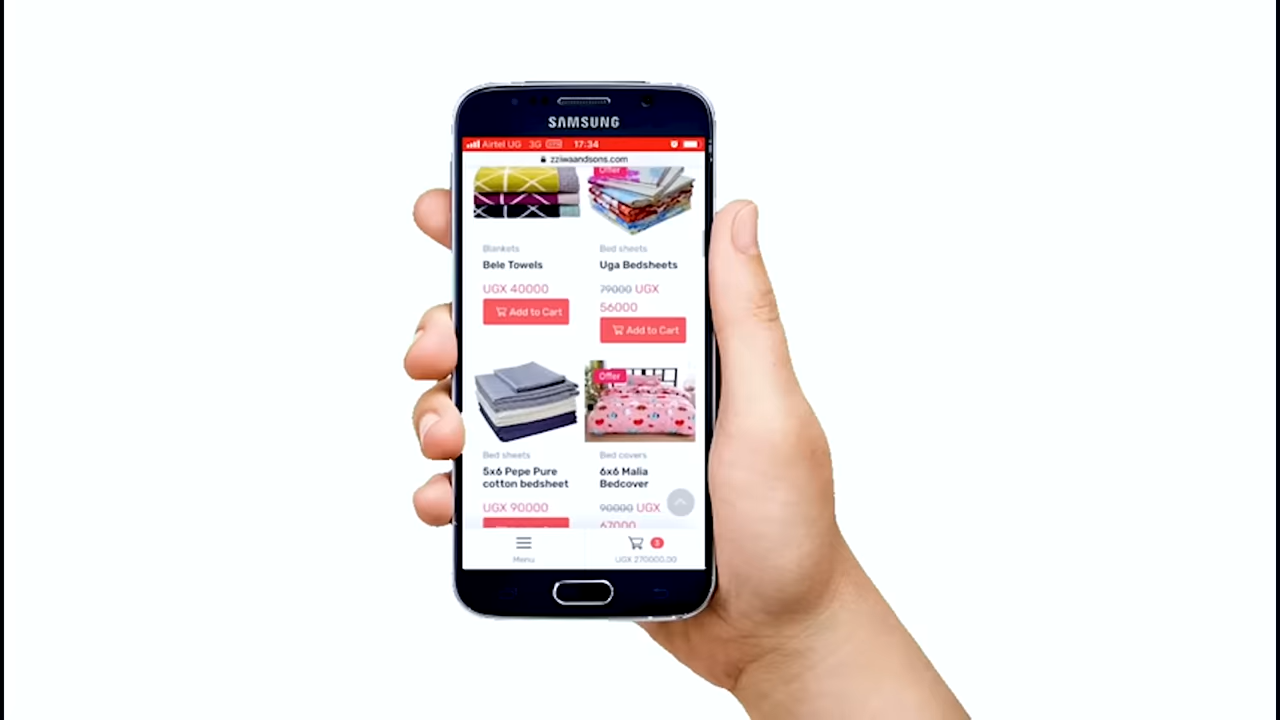 SAMSUNG
Airtel UG 3G 17:34
zziwaandsons.com
Offer
Blankets
Bed sheets
Bele Towels
Uga Bedsheets
UGX 40000
79000 UGX
56000
Add to Cart
Add to Cart
Offer
Bed sheets
Bed covers
5x6 Pepe Pure
cotton bedsheet
6x6 Malia
Bedcover
UGX 90000
90000 UGX
67000
3
Menu
UGX 270000.00